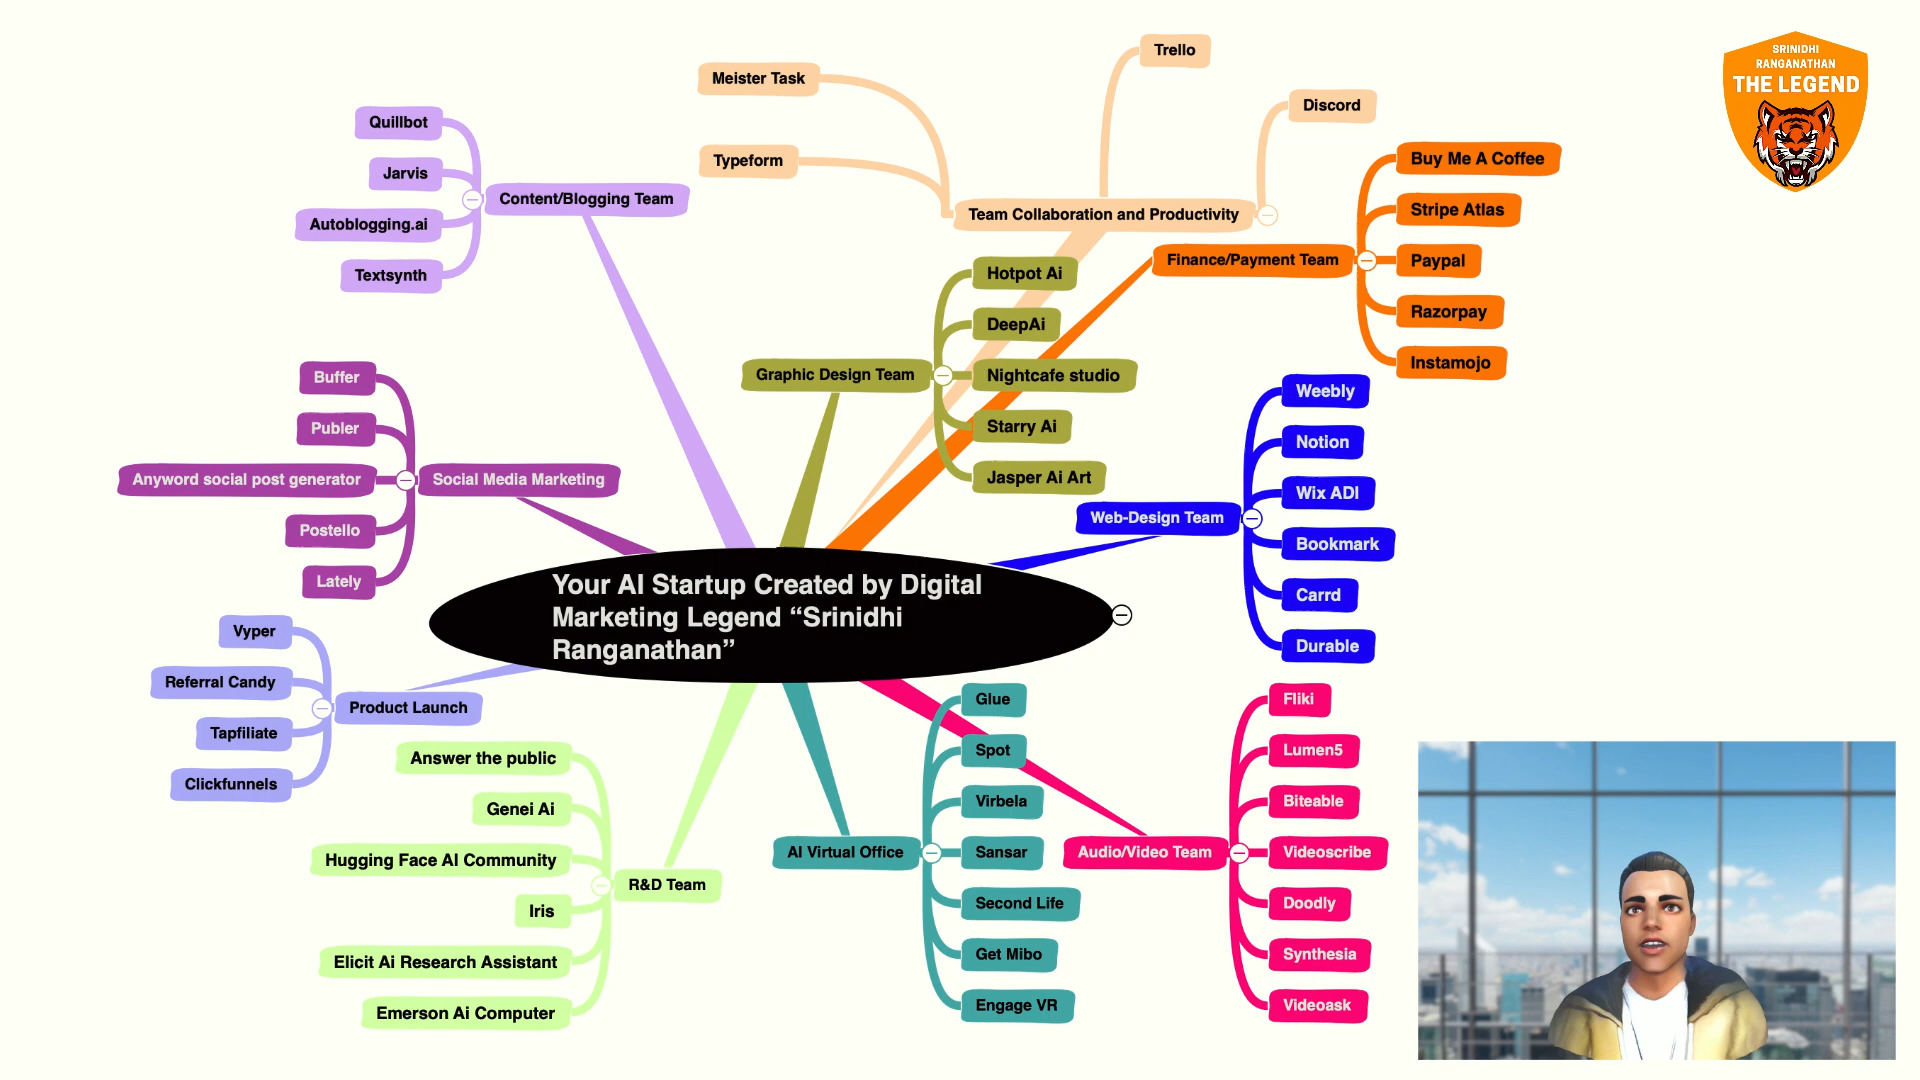 SRINIDHI
RANGANATHAN
THE LEGEND
Trello
Meister Task
Discord
Typeform
Team Collaboration and Productivity
Quillbot
Jarvis
Content/Blogging Team
Autoblogging.ai
Textsynth
Buy Me A Coffee
Stripe Atlas
Finance/Payment Team
Paypal
Razorpay
Instamojo
Hotpot Ai
DeepAi
Graphic Design Team
Nightcafe studio
Starry Ai
Jasper Ai Art
Buffer
Publer
Anyword social post generator
Social Media Marketing
Postello
Lately
Weebly
Notion
Wix ADI
Web-Design Team
Bookmark
Carrd
Durable
Your AI Startup Created by Digital
Marketing Legend “Srinidhi
Ranganathan”
Vyper
Referral Candy
Product Launch
Tapfiliate
Clickfunnels
Answer the public
Genei Ai
Hugging Face AI Community
R&D Team
Iris
Elicit Ai Research Assistant
Emerson Ai Computer
Glue
Spot
Virbela
AI Virtual Office
Sansar
Second Life
Get Mibo
Engage VR
Fliki
Lumen5
Biteable
Audio/Video Team
Videoscribe
Doodly
Synthesia
Videoask